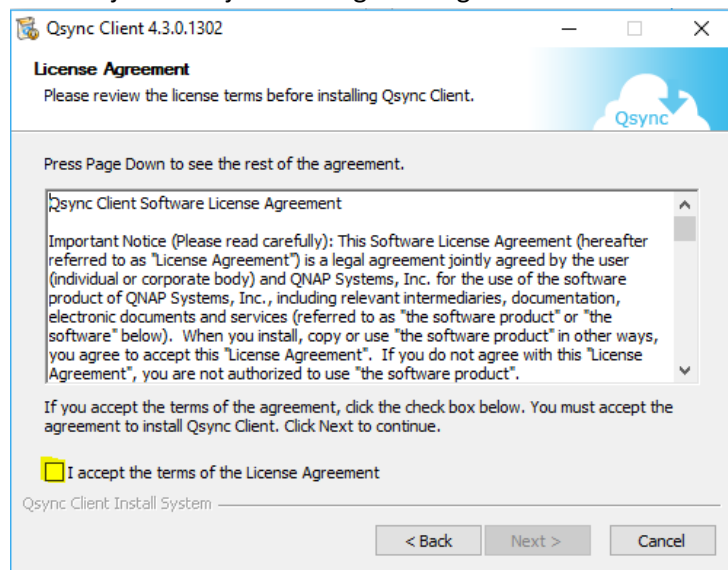 Qsync Client 4.3.0.1302
License Agreement
Please review the license terms before installing Qsync Client.
Qsync
Press Page Down to see the rest of the agreement.
Qsync Client Software License Agreement
Important Notice (Please read carefully): This Software License Agreement (hereafter
referred to as "License Agreement") is a legal agreement jointly agreed by the user
(individual or corporate body) and QNAP Systems, Inc. for the use of the software
product of QNAP Systems, Inc., including relevant intermediaries, documentation,
electronic documents and services (referred to as "the software product" or "the
software" below). When you install, copy or use "the software product" in other ways,
you agree to accept this "License Agreement". If you do not agree with this "License
Agreement", you are not authorized to use "the software product".
If you accept the terms of the agreement, click the check box below. You must accept the
agreement to install Qsync Client. Click Next to continue.
I accept the terms of the License Agreement
Qsync Client Install System
< Back Next > Cancel